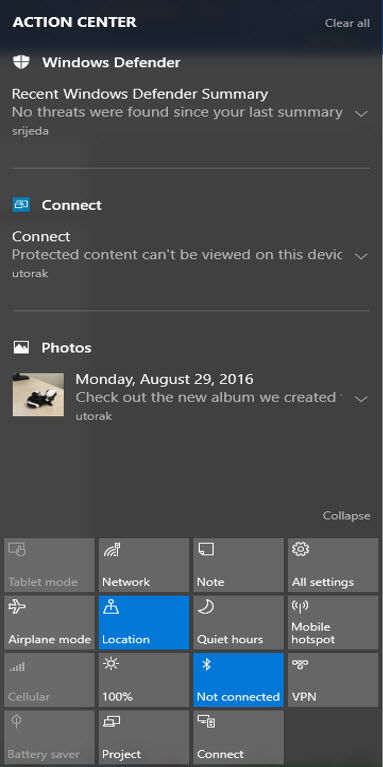 ACTION CENTER
Clear all
Windows Defender
Recent Windows Defender Summary
No threats were found since your last summary
srijeda
Connect
Connect
Protected content can't be viewed on this devic
utorak
Photos
Monday, August 29, 2016
Check out the new album we created
utorak
Collapse
Tablet mode
Network
Note
All settings
Airplane mode
Location
Quiet hours
Mobile
hotspot
Cellular
100%
Not connected
VPN
Battery saver
Project
Connect